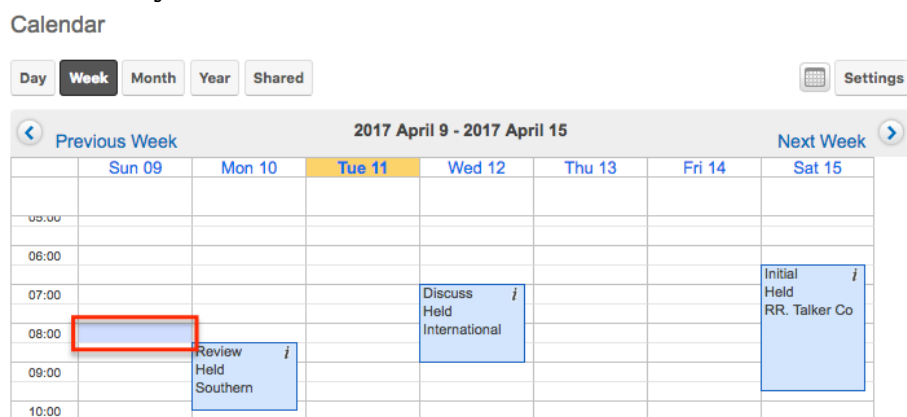 Calendar
Day Week Month Year Shared Settings
Previous Week 2017 April 9 - 2017 April 15 Next Week
Sun 09 Mon 10 Tue 11 Wed 12 Thu 13 Fri 14 Sat 15
05:00
06:00
Initial i
07:00 Discuss i Held
Held RR. Talker Co
08:00 International
Review i
09:00 Held
Southern
10:00